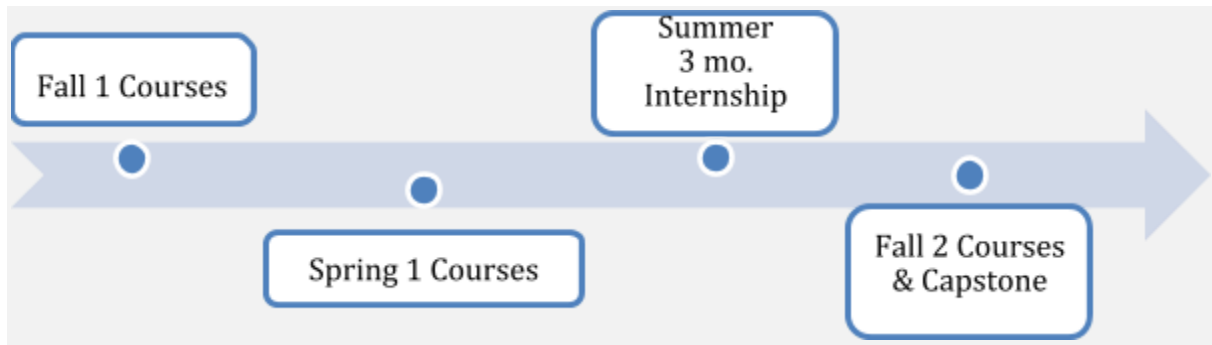 Fall 1 Courses
Spring 1 Courses
Summer
3 mo.
Internship
Fall 2 Courses
& Capstone